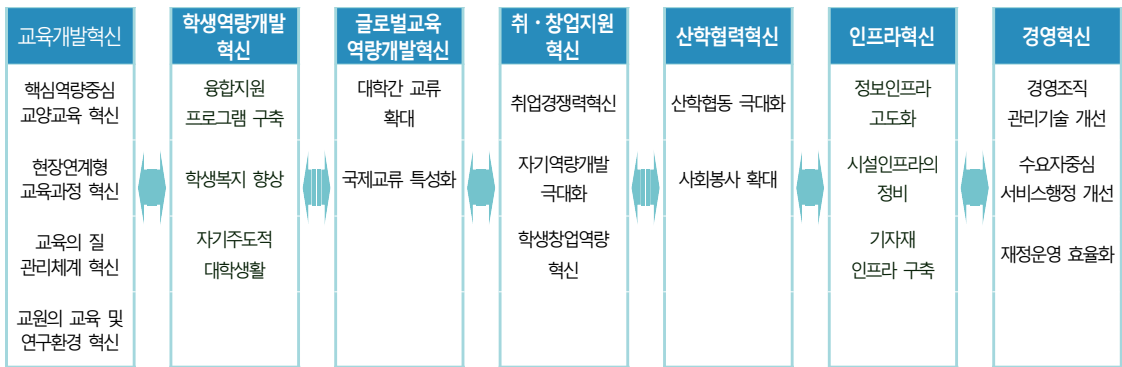 교육개발혁신
핵심역량중심
교양교육 혁신
현장연계형
교육과정 혁신
교육의 질
관리체계 혁신
교원의 교육 및
연구환경 혁신
학생역량개발
혁신
융합지원
프로그램 구축
학생복지 향상
자기주도적
대학생활
글로벌교육
역량개발혁신
대학간 교류
확대
국제교류 특성화
취 · 창업지원
혁신
취업경쟁력혁신
자기역량개발
극대화
학생창업역량
혁신
산학협력혁신
산학협동 극대화
사회봉사 확대
인프라혁신
정보인프라
고도화
시설인프라의
정비
기자재
인프라 구축
경영혁신
경영조직
관리기술 개선
수요자중심
서비스행정 개선
재정운영 효율화